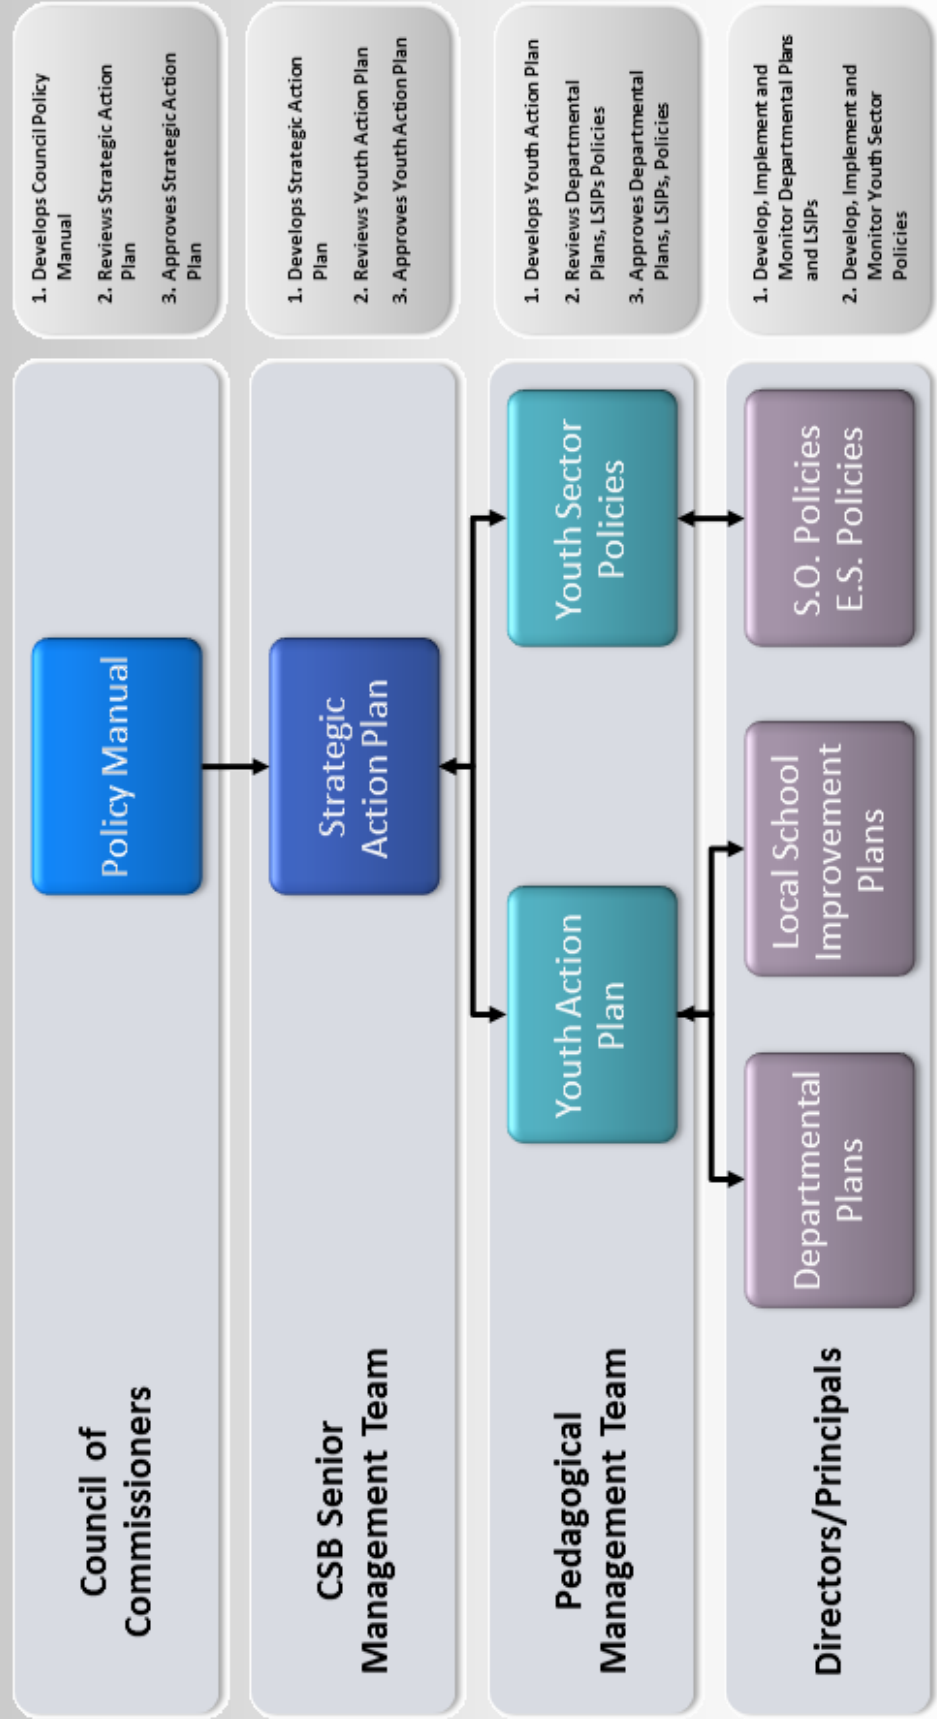 Council of
Commissioners
Policy Manual
1. Develops Council Policy
Manual
2. Reviews Strategic Action
Plan
3. Approves Strategic Action
Plan
CSB Senior
Management Team
Strategic
Action Plan
1. Develops Strategic Action
Plan
2. Reviews Youth Action Plan
3. Approves Youth Action Plan
Pedagogical
Management Team
Youth Action
Plan
Youth Sector
Policies
1. Develops Youth Action Plan
2. Reviews Departmental
Plans, LSIPs Policies
3. Approves Departmental
Plans, LSIPs, Policies
Directors/Principals
Departmental
Plans
Local School
Improvement
Plans
S.O. Policies
E.S. Policies
1. Develop, Implement and
Monitor Departmental Plans
and LSIPs
2. Develop, Implement and
Monitor Youth Sector
Policies